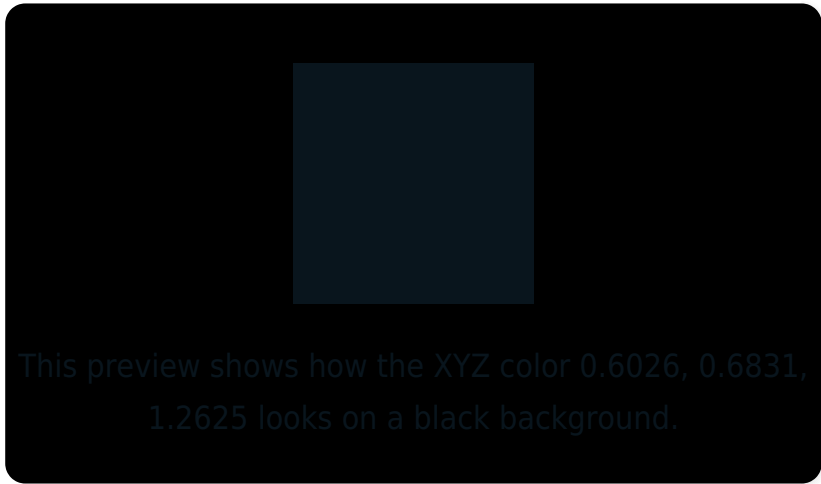 This preview shows how the XYZ color 0.6026, 0.6831,
1.2625 looks on a black background.